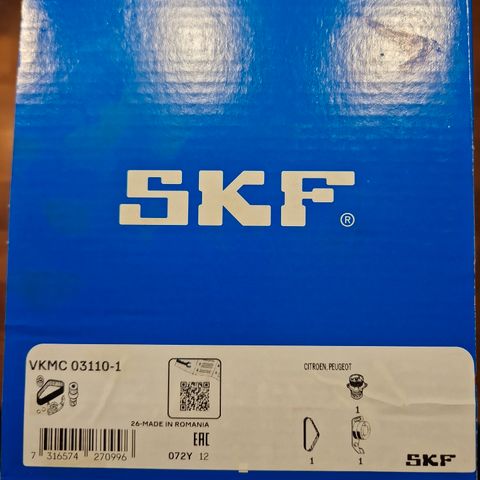 SKF®
VKMC 03110-1
CITROEN, PEUGEOT
1
26-MADE IN ROMANIA
EAC
7 316574 270996
072Y 12
1 1
SKF